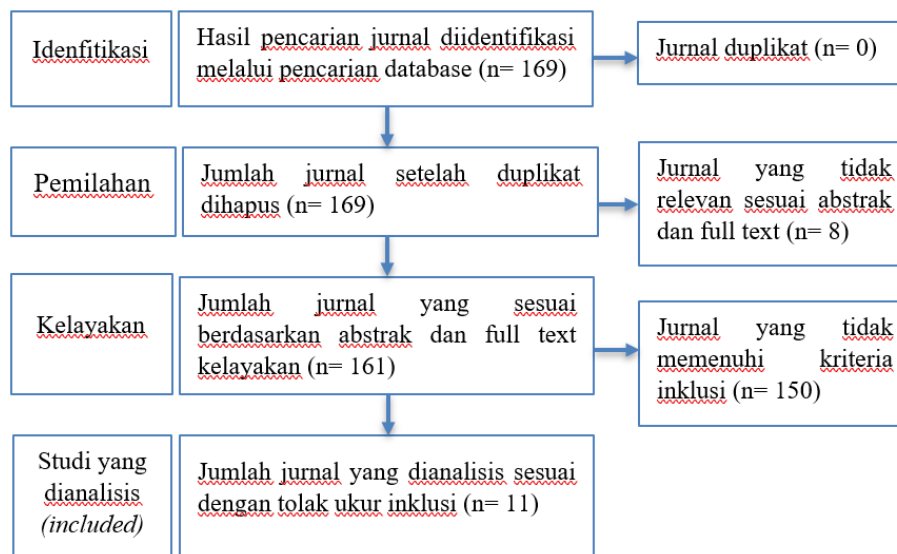 Idenfitikasi
Hasil pencarian jurnal diidentifikasi
melalui pencarian database (n= 169)
Jurnal duplikat (n= 0)
Pemilahan
Jumlah jurnal setelah duplikat
dihapus (n= 169)
Jurnal yang tidak
relevan sesuai abstrak
dan full text (n= 8)
Kelayakan
Jumlah jurnal yang sesuai
berdasarkan abstrak dan full text
kelayakan (n= 161)
Jurnal yang tidak
memenuhi kriteria
inklusi (n= 150)
Studi yang
dianalisis
(included)
Jumlah jurnal yang dianalisis sesuai
dengan tolak ukur inklusi (n= 11)